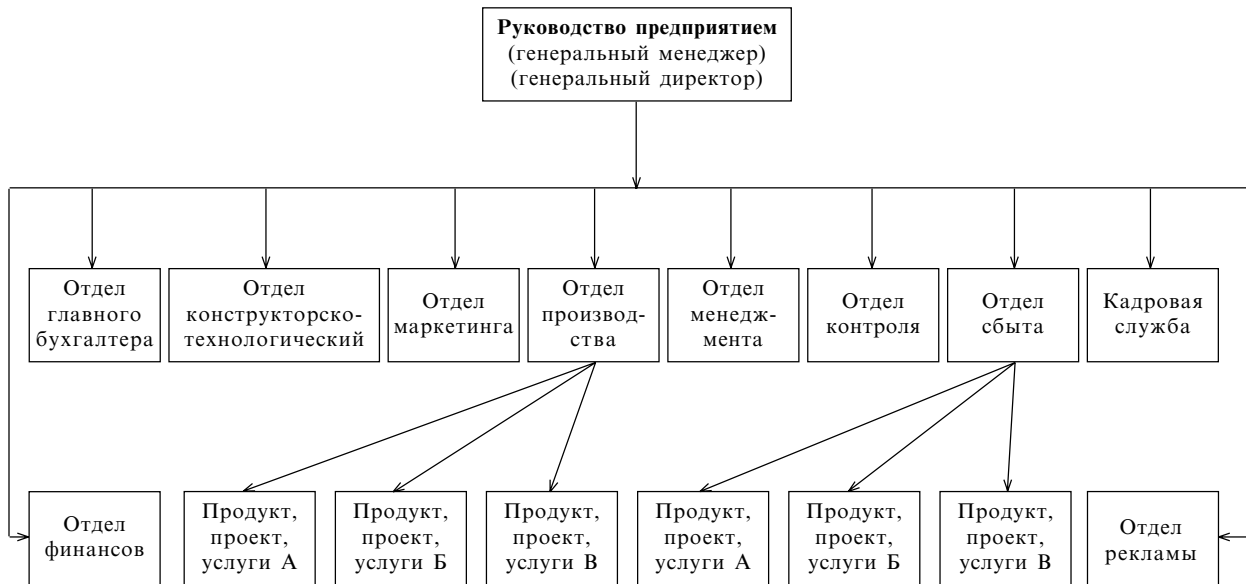 Руководство предприятием
(генеральный менеджер)
(генеральный директор)
Отдел
главного
бухгалтера
Отдел
конструкторско-
технологический
Отдел
маркетинга
Отдел
производ-
ства
Отдел
менедж-
мента
Отдел
контроля
Отдел
сбыта
Кадровая
служба
Отдел
финансов
Продукт,
проект,
услуги А
Продукт,
проект,
услуги Б
Продукт,
проект,
услуги В
Продукт,
проект,
услуги А
Продукт,
проект,
услуги Б
Продукт,
проект,
услуги В
Отдел
рекламы